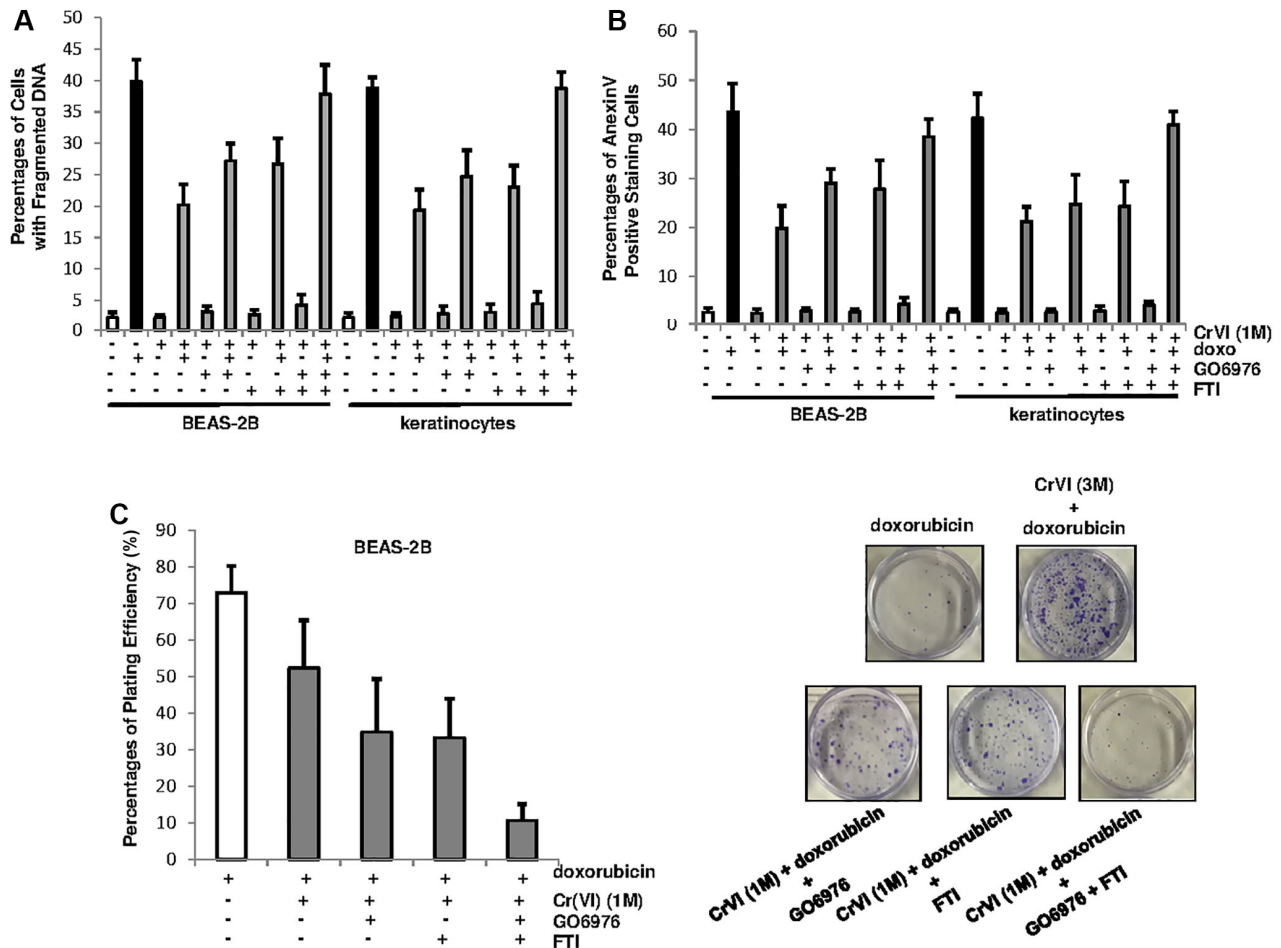 A
Percentages of Cells
with Fragmented DNA
50
45
40
35
30
25
20
15
10
5
0
- - + + + + + + + + - - + + + + + + + +
- + - + - + - + - + - + - + - + - + - +
- - - - + + - - + + - - - - + + - - + +
- - - - - - + + + + - - - - - - + + + +
BEAS-2B
keratinocytes
B
Percentages of AnexinV
Positive Staining Cells
60
50
40
30
20
10
0
- - + + + + + + + + - - + + + + + + + + CrVI (1M)
- + - + - + - + - + - + - + - + - + - + doxo
- - - - + + - - + + - - - - + + - - + + GO6976
- - - - - - + + + + - - - - - - + + + + FTI
BEAS-2B
keratinocytes
C
Percentages of Plating Efficiency (%)
BEAS-2B
90
80
70
60
50
40
30
20
10
0
+ + + + + doxorubicin
- + + + + Cr(VI) (1M)
- - + - + GO6976
- - - + + FTI
doxorubicin
CrVI (3M)
+
doxorubicin
CrVI (1M) + doxorubicin
+
GO6976
CrVI (1M) + doxorubicin
+
FTI
CrVI (1M) + doxorubicin
+
GO6976 + FTI